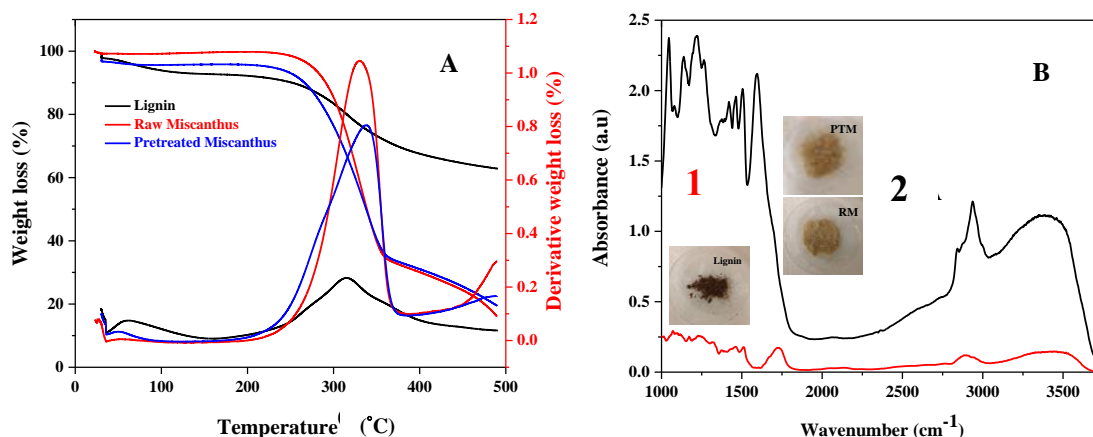 A
Lignin
Raw Miscanthus
Pretreated Miscanthus
Weight loss (%)
100
80
60
40
20
0
0 100 200 300 400 500
Temperature (°C)
1.2
1.0
0.8
0.6
0.4
0.2
0.0
Derivative weight loss (%)
B
Absorbance (a.u)
2.5
2.0
1.5
1.0
0.5
0.0
1000 1500 2000 2500 3000 3500
Wavenumber (cm-1)
1
2
PTM
RM
Lignin